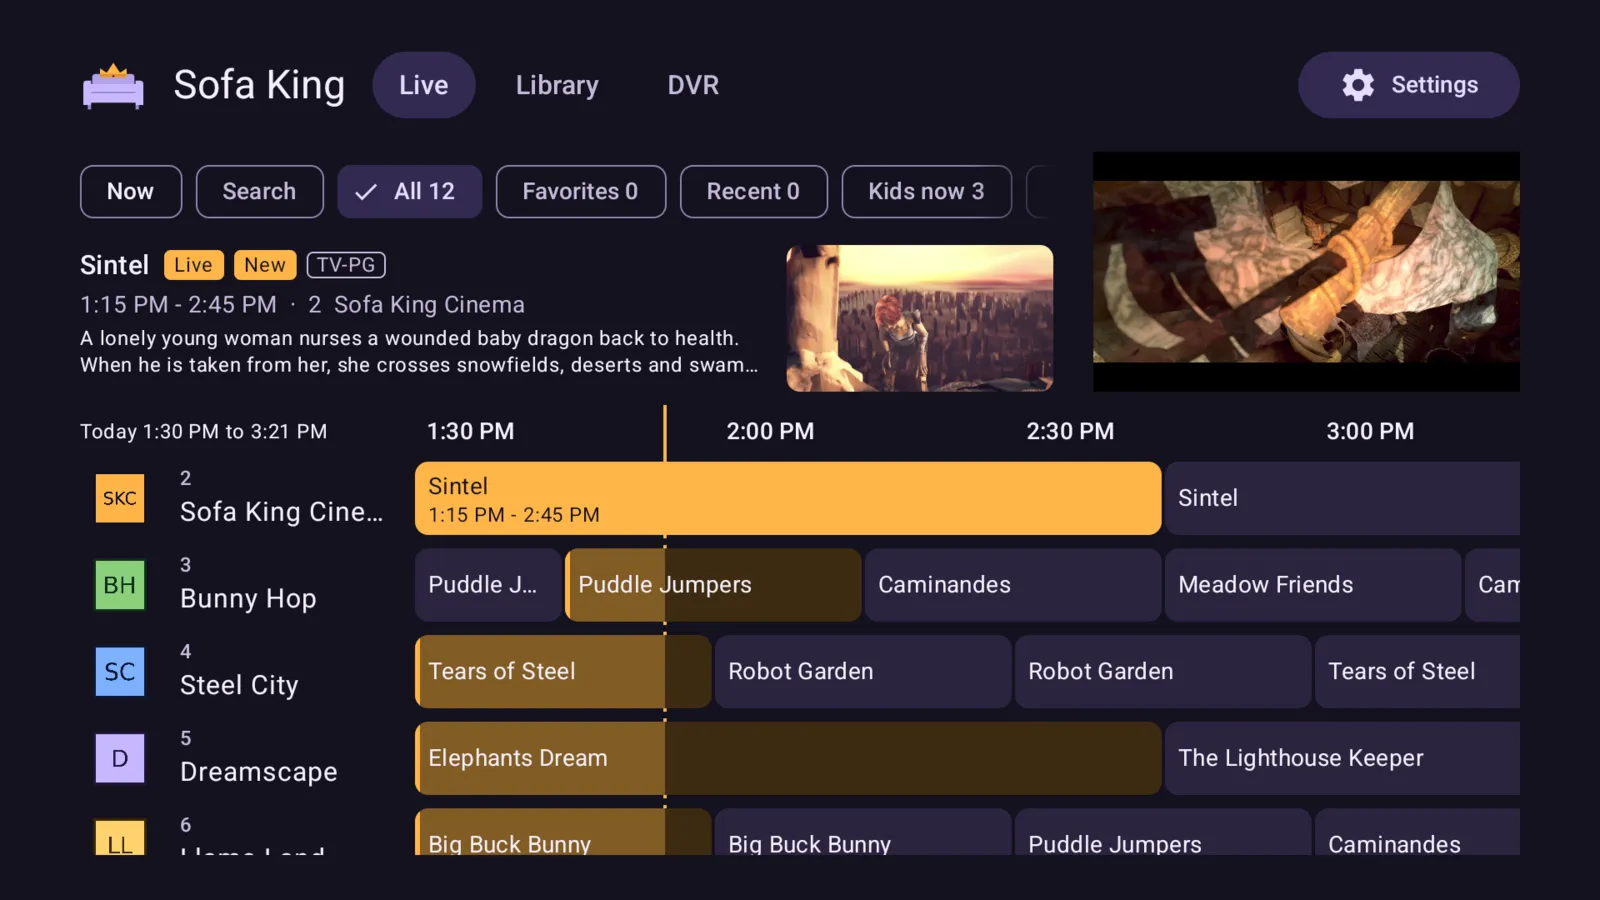 Sofa King
Live
Library
DVR
Settings
Now
Search
All 12
Favorites 0
Recent 0
Kids now 3
Sintel
Live
New
TV-PG
1:15 PM - 2:45 PM · 2 Sofa King Cinema
A lonely young woman nurses a wounded baby dragon back to health.
When he is taken from her, she crosses snowfields, deserts and swam…
Today 1:30 PM to 3:21 PM
1:30 PM
2:00 PM
2:30 PM
3:00 PM
SKC
2
Sofa King Cine…
Sintel
1:15 PM - 2:45 PM
Sintel
BH
3
Bunny Hop
Puddle J…
Puddle Jumpers
Caminandes
Meadow Friends
Cam
SC
4
Steel City
Tears of Steel
Robot Garden
Robot Garden
Tears of Steel
D
5
Dreamscape
Elephants Dream
The Lighthouse Keeper
LL
6
Big Buck Bunny
Big Buck Bunny
Puddle Jumpers
Caminandes